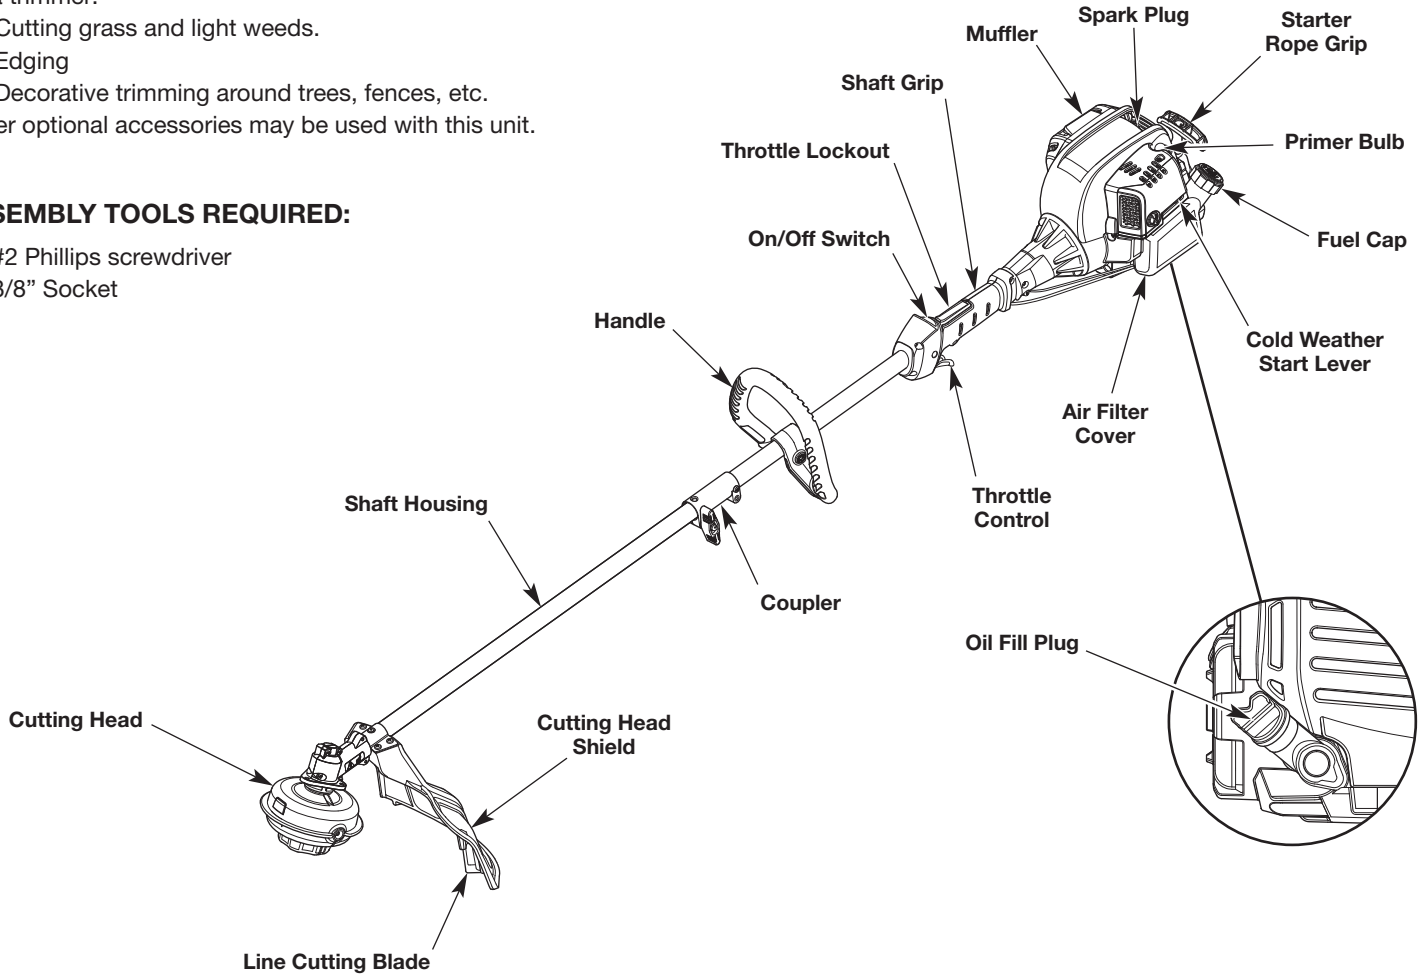 trimmer.
Cutting grass and light weeds.
Edging
Decorative trimming around trees, fences, etc.
er optional accessories may be used with this unit.
SEMBLY TOOLS REQUIRED:
#2 Phillips screwdriver
3/8” Socket
Spark Plug
Starter
Rope Grip
Muffler
Shaft Grip
Primer Bulb
Throttle Lockout
Fuel Cap
On/Off Switch
Handle
Cold Weather
Start Lever
Air Filter
Cover
Throttle
Control
Shaft Housing
Coupler
Oil Fill Plug
Cutting Head
Cutting Head
Shield
Line Cutting Blade